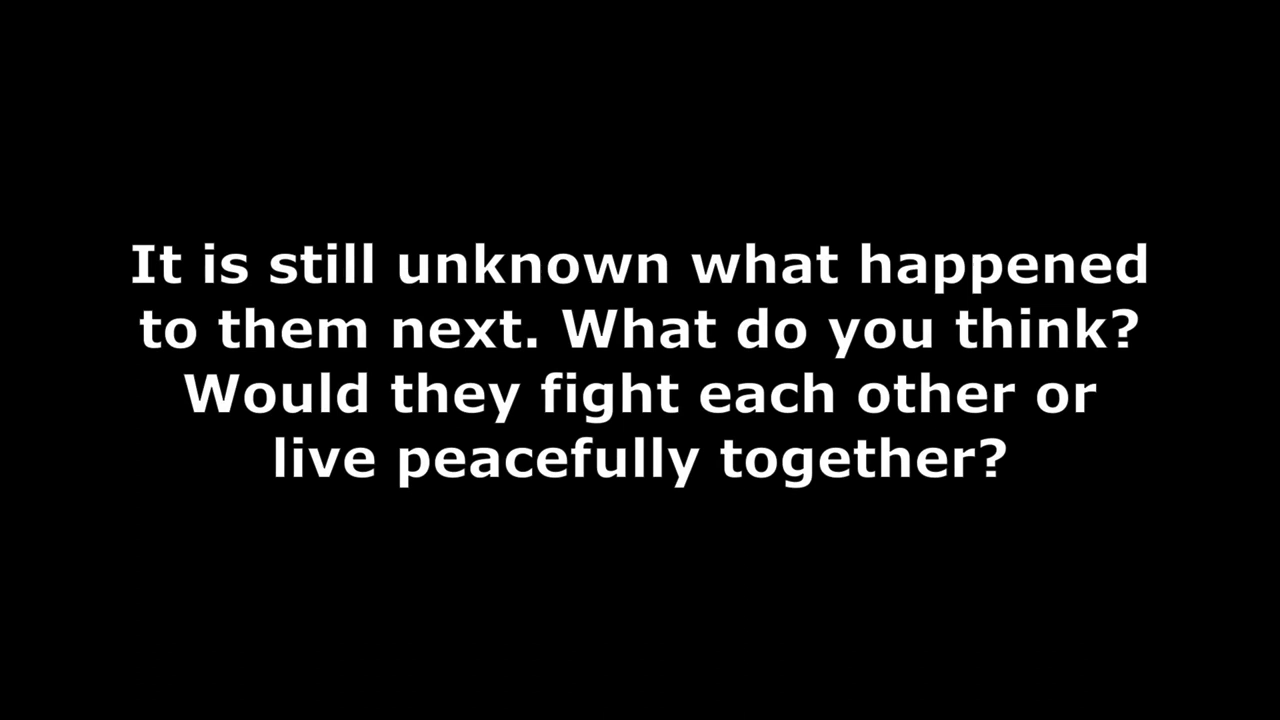 It is still unknown what happened
to them next. What do you think?
Would they fight each other or
live peacefully together?